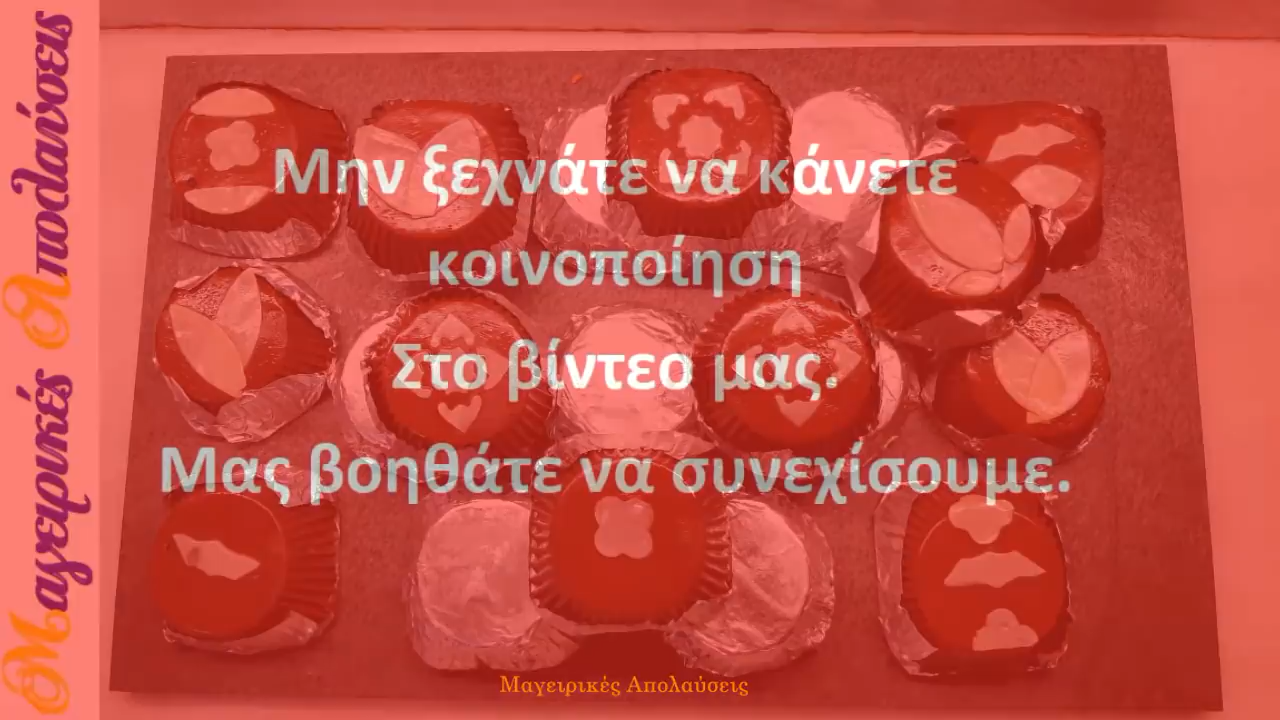 Μαγειρικές Απολαύσεις
Μην ξεχνάτε να κάνετε
κοινοποίηση
Στο βίντεο μας.
Μας βοηθάτε να συνεχίσουμε.
Μαγειρικές Απολαύσεις